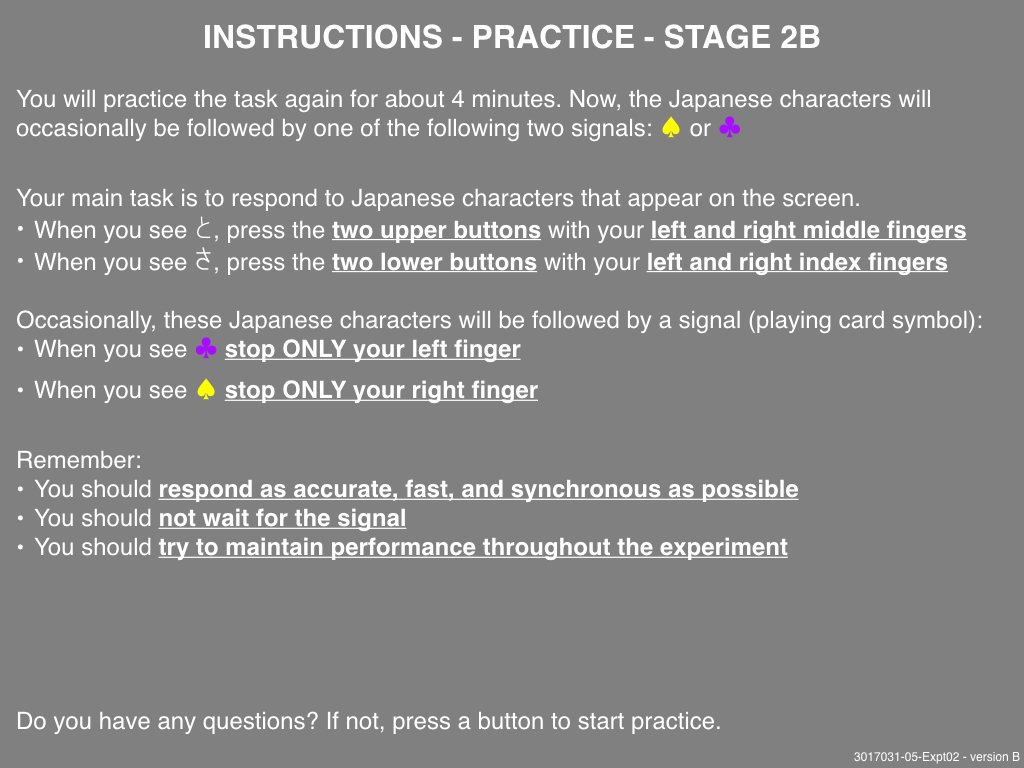 INSTRUCTIONS - PRACTICE - STAGE 2B
You will practice the task again for about 4 minutes. Now, the Japanese characters will
occasionally be followed by one of the following two signals: ♠ or ♣
Your main task is to respond to Japanese characters that appear on the screen.
• When you see と, press the two upper buttons with your left and right middle fingers
• When you see さ, press the two lower buttons with your left and right index fingers
Occasionally, these Japanese characters will be followed by a signal (playing card symbol):
• When you see ♣ stop ONLY your left finger
• When you see ♠ stop ONLY your right finger
Remember:
• You should respond as accurate, fast, and synchronous as possible
• You should not wait for the signal
• You should try to maintain performance throughout the experiment
Do you have any questions? If not, press a button to start practice.
3017031-05-Expt02 - version B